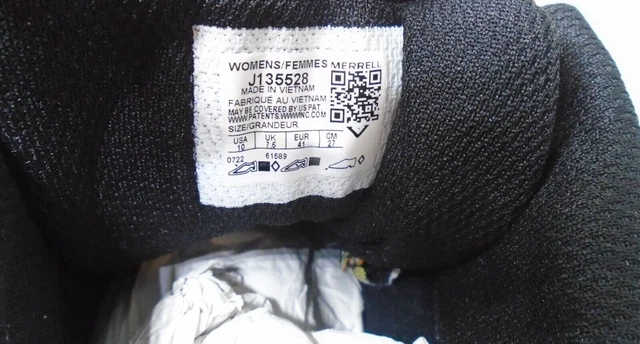 WOMENS/FEMMES MERRELL
J135528
MADE IN VIETNAM
FABRIQUE AU VIETNAM
MAY BE COVERED BY US PAT.
WWW.PATENTS.WWWINC.COM
SIZE/GRANDEUR
USA UK EUR CM
10 7.5 41 27
0722 61689